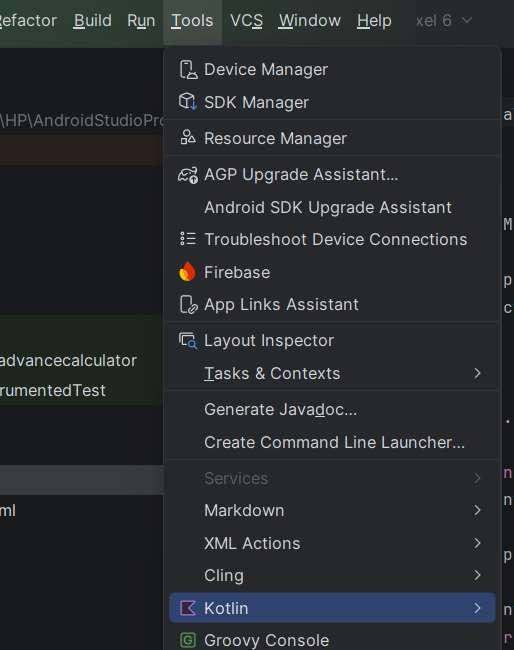 Refactor Build Run Tools VCS Window Help xel 6
Device Manager
SDK Manager
\HP\AndroidStudioPro
Resource Manager
AGP Upgrade Assistant...
Android SDK Upgrade Assistant
Troubleshoot Device Connections
Firebase
App Links Assistant
Layout Inspector
advancecalculator
Tasks & Contexts
rumentedTest
Generate Javadoc...
Create Command Line Launcher...
Services
Markdown
ml
XML Actions
Cling
Kotlin
Groovy Console